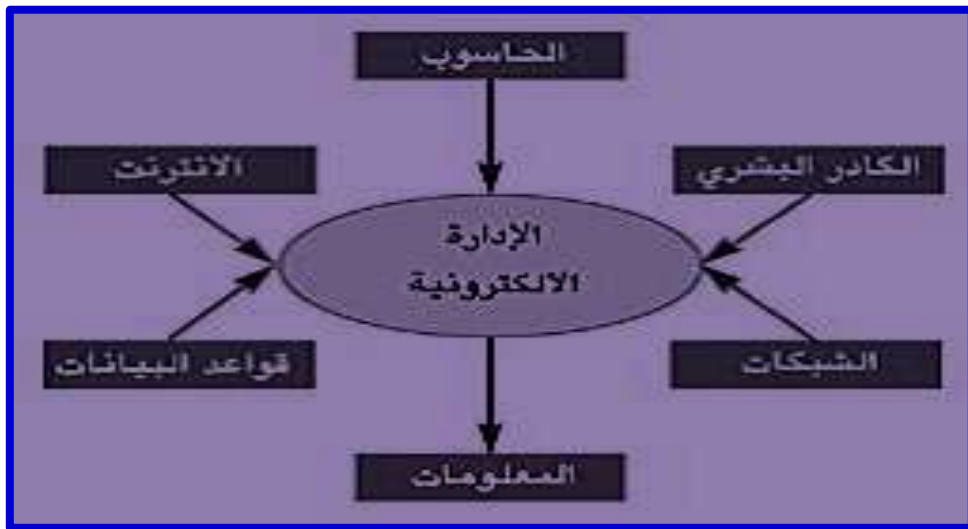 الحاسوب
الكادر البشري
الانترنت
الإدارة
الالكترونية
الشبكات
قواعد البيانات
المعلومات